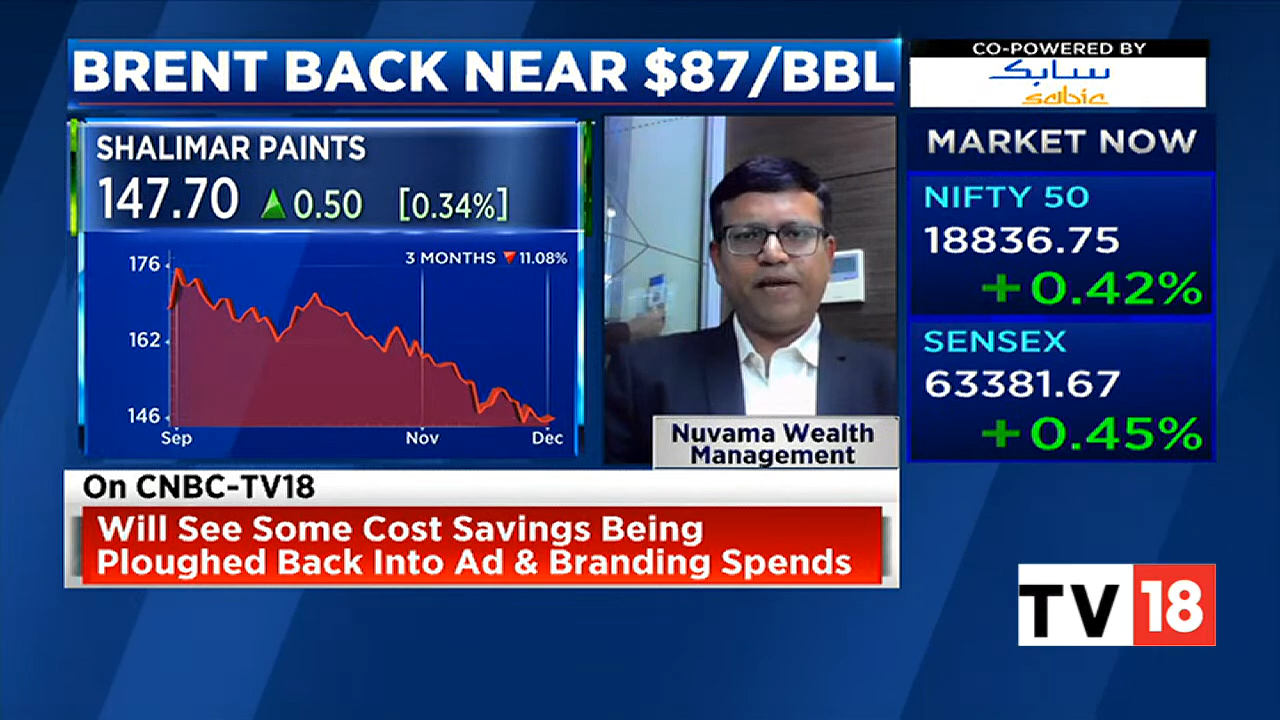 BRENT BACK NEAR $87/BBL
CO-POWERED BY
سابك
sabic
SHALIMAR PAINTS
147.70 ▲ 0.50 [0.34%]
3 MONTHS ▼ 11.08%
176
162
146
Sep Nov Dec
Nuvama Wealth
Management
MARKET NOW
NIFTY 50
18836.75
+0.42%
SENSEX
63381.67
+0.45%
On CNBC-TV18
Will See Some Cost Savings Being
Ploughed Back Into Ad & Branding Spends
TV18